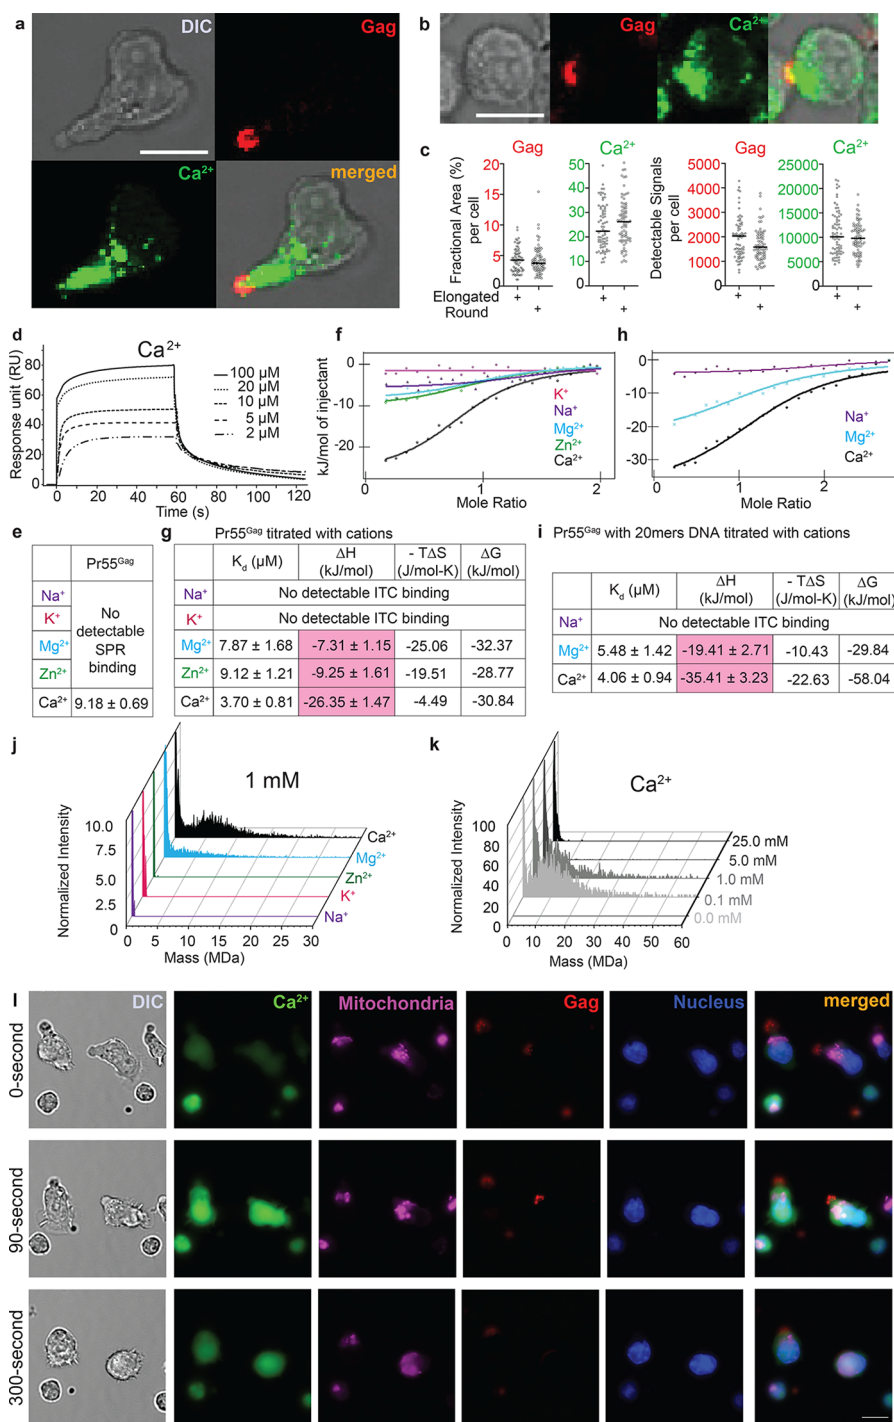 a
DIC
Gag
Ca²⁺
merged
b
Gag
Ca²⁺
c
Gag
Ca²⁺
Gag
Ca²⁺
Fractional Area (%)
per cell
20
15
10
5
0
50
40
30
20
10
0
Detectable Signals
per cell
5000
4000
3000
2000
1000
0
25000
20000
15000
10000
5000
0
Elongated + + + +
Round + + + +
d
Ca²⁺
Response unit (RU)
80
60
40
20
0
0 20 40 60 80 100 120
Time (s)
100 µM
20 µM
10 µM
5 µM
2 µM
f
kJ/mol of injectant
0
-10
-20
0 1 2
Mole Ratio
K⁺
Na⁺
Mg²⁺
Zn²⁺
Ca²⁺
h
0
-10
-20
-30
0 1 2
Mole Ratio
Na⁺
Mg²⁺
Ca²⁺
e
Pr55ᴳᵃᵍ
Na⁺
K⁺
Mg²⁺
Zn²⁺
No
detectable
SPR
binding
Ca²⁺ 9.18 ± 0.69
g
Pr55ᴳᵃᵍ titrated with cations
K_d (µM) ΔH (kJ/mol) - TΔS (J/mol-K) ΔG (kJ/mol)
Na⁺ No detectable ITC binding
K⁺ No detectable ITC binding
Mg²⁺ 7.87 ± 1.68 -7.31 ± 1.15 -25.06 -32.37
Zn²⁺ 9.12 ± 1.21 -9.25 ± 1.61 -19.51 -28.77
Ca²⁺ 3.70 ± 0.81 -26.35 ± 1.47 -4.49 -30.84
i
Pr55ᴳᵃᵍ with 20mers DNA titrated with cations
K_d (µM) ΔH (kJ/mol) - TΔS (J/mol-K) ΔG (kJ/mol)
Na⁺ No detectable ITC binding
Mg²⁺ 5.48 ± 1.42 -19.41 ± 2.71 -10.43 -29.84
Ca²⁺ 4.06 ± 0.94 -35.41 ± 3.23 -22.63 -58.04
j
1 mM
Normalized Intensity
10.0
7.5
5.0
2.5
0
0 5 10 15 20 25 30
Mass (MDa)
Ca²⁺
Mg²⁺
Zn²⁺
K⁺
Na⁺
k
Ca²⁺
Normalized Intensity
100
80
60
40
20
0
0 10 20 30 40 50 60
Mass (MDa)
25.0 mM
5.0 mM
1.0 mM
0.1 mM
0.0 mM
l
DIC
Ca²⁺
Mitochondria
Gag
Nucleus
merged
0-second
90-second
300-second